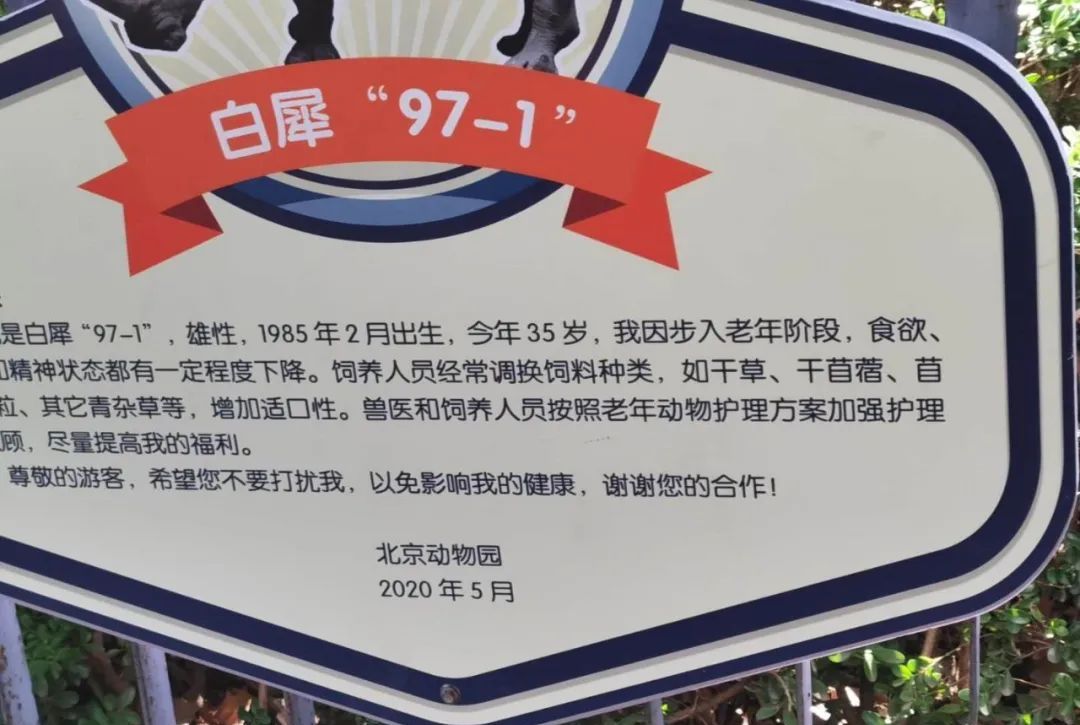 白犀“97-1”
是白犀“97-1”，雄性，1985年2月出生，今年35岁，我因步入老年阶段，食欲、
精神状态都有一定程度下降。饲养人员经常调换饲料种类，如干草、干苜蓿、苜
粒、其它青杂草等，增加适口性。兽医和饲养人员按照老年动物护理方案加强护理
顾，尽量提高我的福利。
尊敬的游客，希望您不要打扰我，以免影响我的健康，谢谢您的合作！
北京动物园
2020年5月